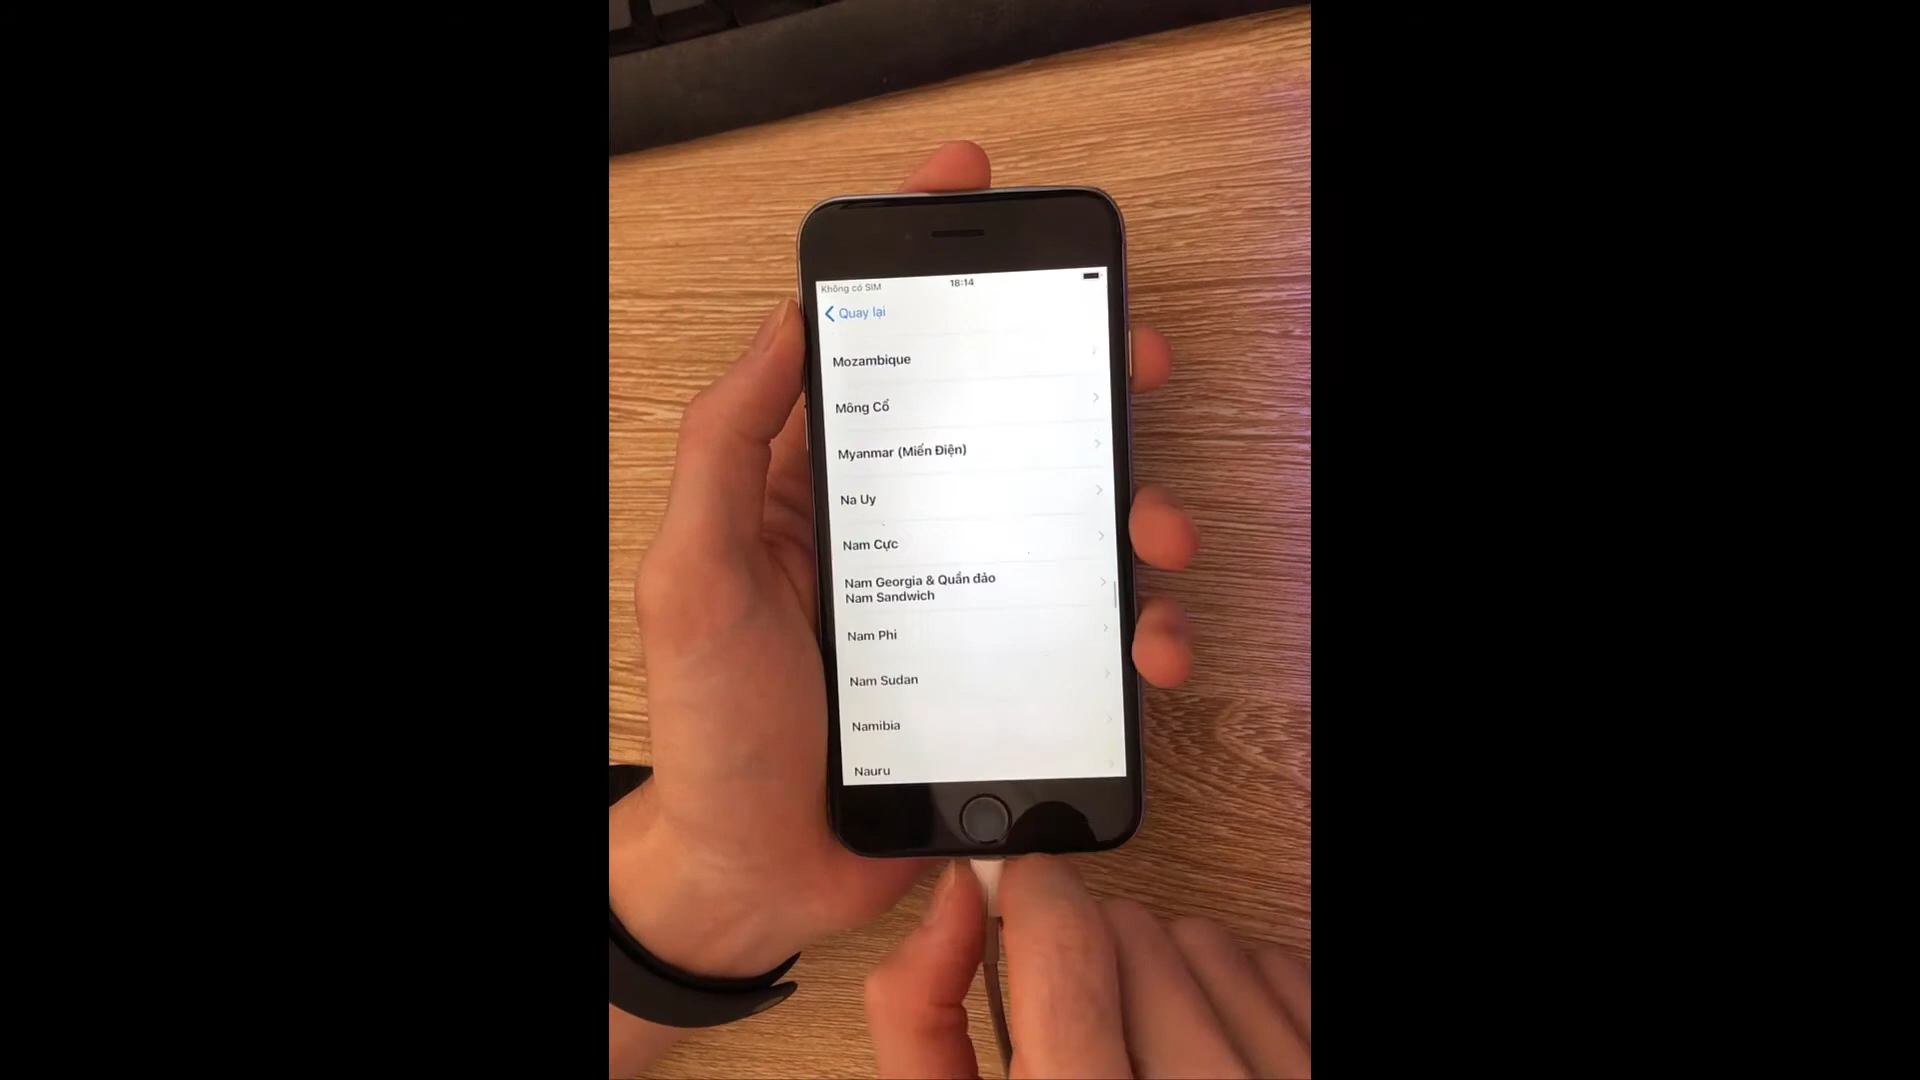 Không có SIM
18:14
Quay lại
Mozambique
Mông Cổ
Myanmar (Miến Điện)
Na Uy
Nam Cực
Nam Georgia & Quần đảo
Nam Sandwich
Nam Phi
Nam Sudan
Namibia
Nauru